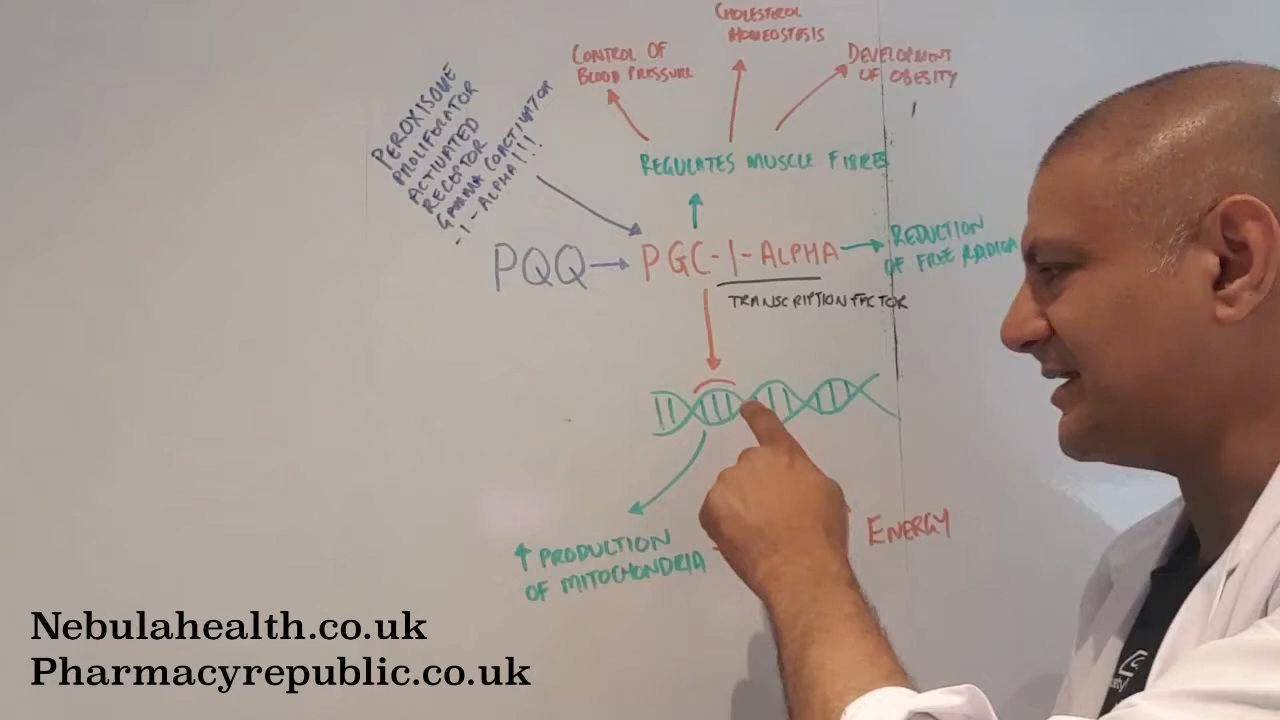 CHOLESTEROL
HOMEOSTESIS
CONTROL OF
BLOOD PRESSURE
DEVELOPMENT
OF OBESITY
PEROXISOME
PROLIFERATOR
ACTIVATED
RECEPTOR
GAMMA COACTIVATOR
-1-ALPHA!!!
REGULATES MUSCLE FIBRES
PQQ → PGC-1-ALPHA
REDUCTION
OF FREE RADICA
TRANSCRIPTION FACTOR
ENERGY
↑ PRODUCTION
OF MITOCHONDRIA
Nebulahealth.co.uk
Pharmacyrepublic.co.uk